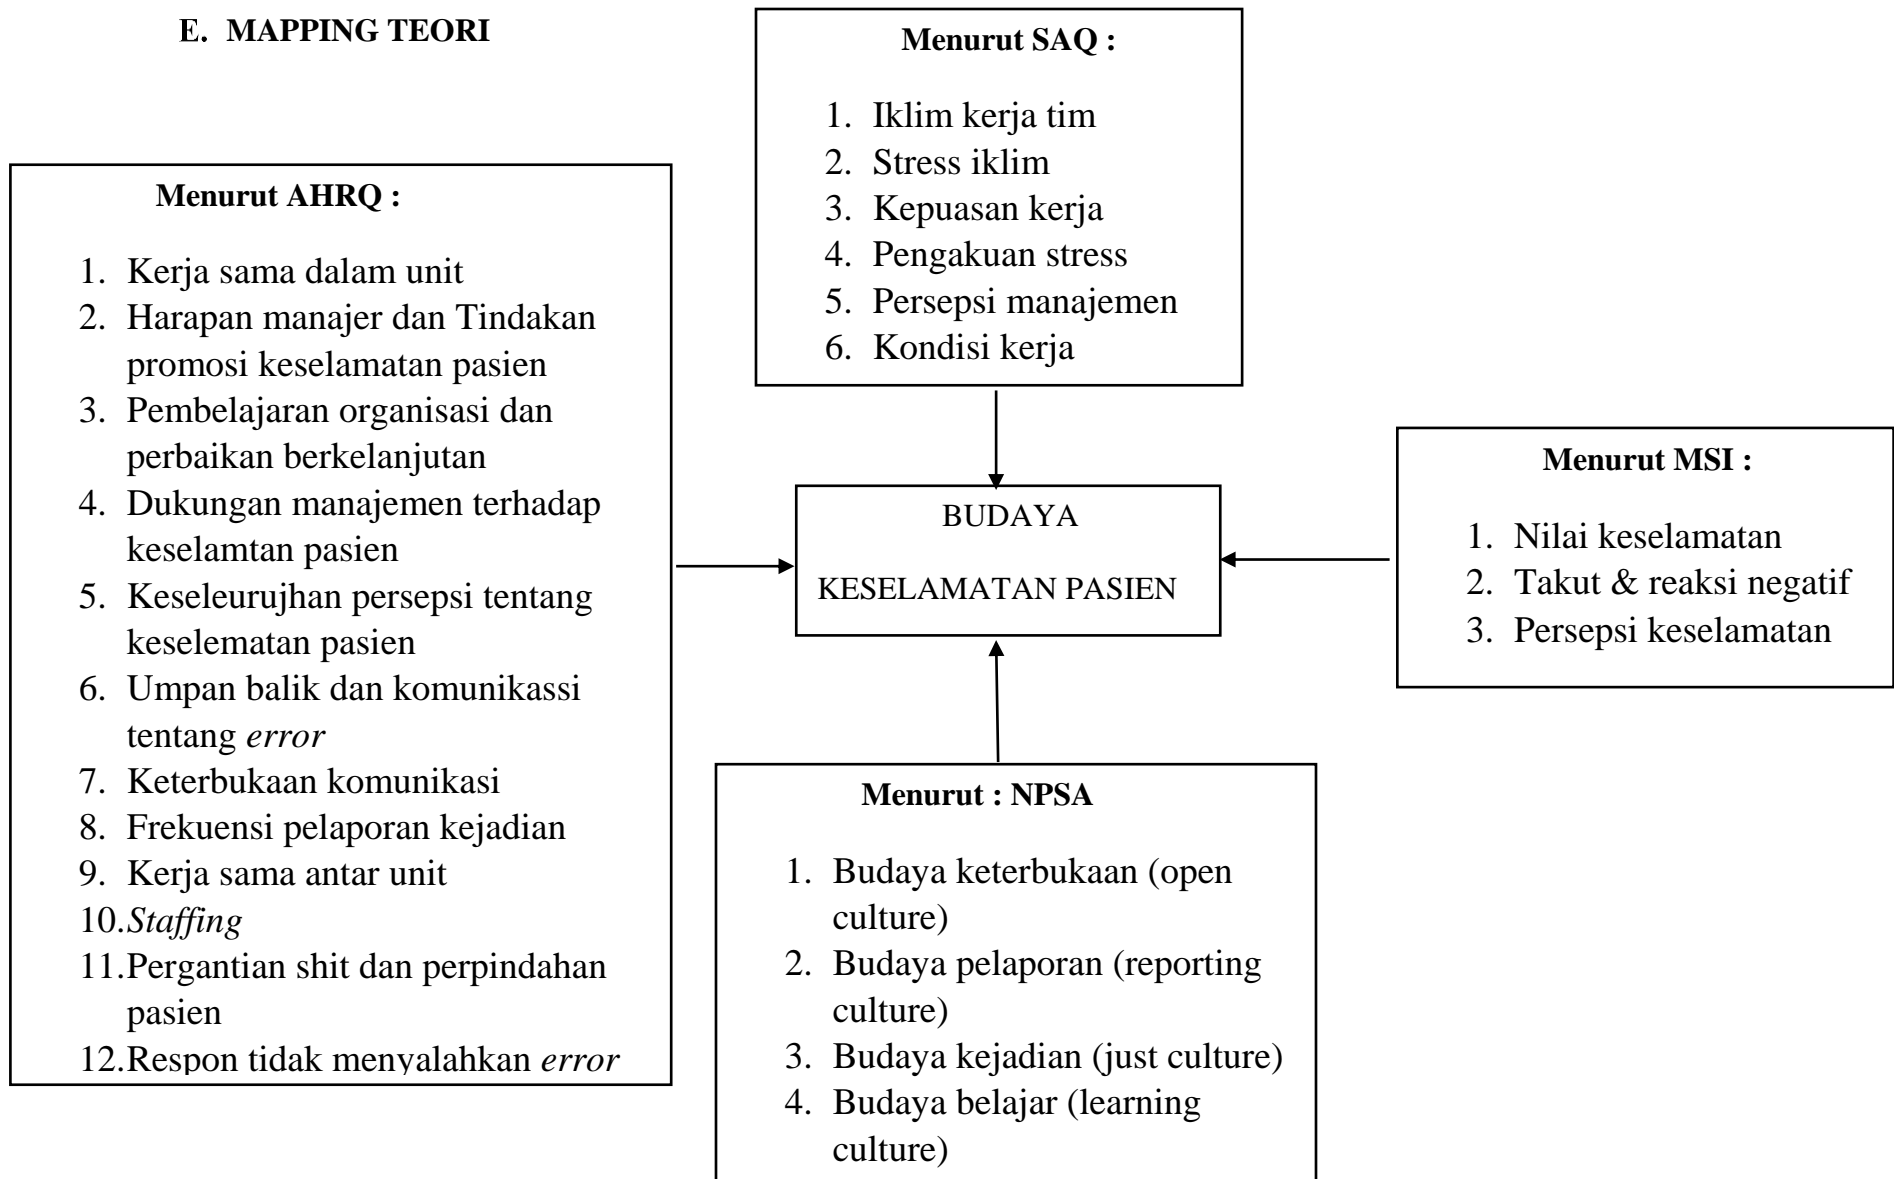 E. MAPPING TEORI
Menurut SAQ :
1. Iklim kerja tim
2. Stress iklim
3. Kepuasan kerja
4. Pengakuan stress
5. Persepsi manajemen
6. Kondisi kerja
Menurut AHRQ :
1. Kerja sama dalam unit
2. Harapan manajer dan Tindakan
promosi keselamatan pasien
3. Pembelajaran organisasi dan
perbaikan berkelanjutan
4. Dukungan manajemen terhadap
keselamtan pasien
5. Keseleurujhan persepsi tentang
keselematan pasien
6. Umpan balik dan komunikassi
tentang error
7. Keterbukaan komunikasi
8. Frekuensi pelaporan kejadian
9. Kerja sama antar unit
10.Staffing
11.Pergantian shit dan perpindahan
pasien
12.Respon tidak menyalahkan error
BUDAYA
KESELAMATAN PASIEN
Menurut MSI :
1. Nilai keselamatan
2. Takut & reaksi negatif
3. Persepsi keselamatan
Menurut : NPSA
1. Budaya keterbukaan (open
culture)
2. Budaya pelaporan (reporting
culture)
3. Budaya kejadian (just culture)
4. Budaya belajar (learning
culture)